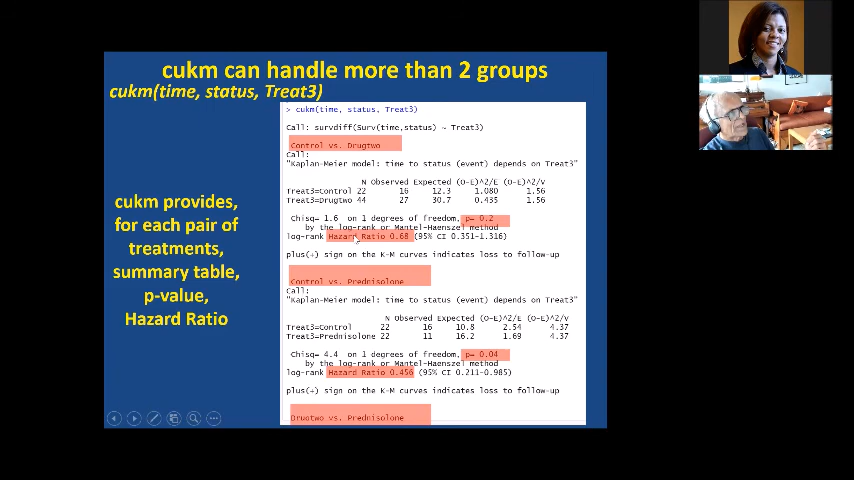 cukm can handle more than 2 groups
cukm(time, status, Treat3)
cukm provides,
for each pair of
treatments,
summary table,
p-value,
Hazard Ratio
> cukm(time, status, Treat3)
Call: survdiff(Surv(time,status) ~ Treat3)
Control vs. Drugtwo
Call:
"Kaplan-Meier model: time to status (event) depends on Treat3"
N Observed Expected (O-E)^2/E (O-E)^2/V
Treat3=Control 22 16 12.3 1.080 1.56
Treat3=Drugtwo 44 27 30.7 0.435 1.56
Chisq= 1.6 on 1 degrees of freedom, p= 0.2
by the log-rank or Mantel-Haenszel method
log-rank Hazard Ratio 0.68 (95% CI 0.351-1.316)
plus(+) sign on the K-M curves indicates loss to follow-up
Control vs. Prednisolone
Call:
"Kaplan-Meier model: time to status (event) depends on Treat3"
N Observed Expected (O-E)^2/E (O-E)^2/V
Treat3=Control 22 16 10.8 2.54 4.37
Treat3=Prednisolone 22 11 16.2 1.69 4.37
Chisq= 4.4 on 1 degrees of freedom, p= 0.04
by the log-rank or Mantel-Haenszel method
log-rank Hazard Ratio 0.456 (95% CI 0.211-0.985)
plus(+) sign on the K-M curves indicates loss to follow-up
Drugtwo vs. Prednisolone